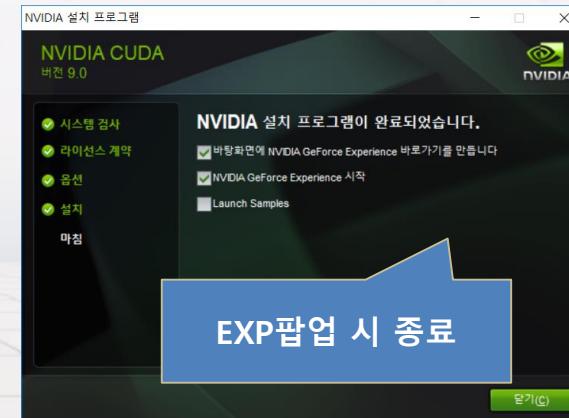 NVIDIA 설치 프로그램
NVIDIA CUDA
버전 9.0
NVIDIA
시스템 검사
라이선스 계약
옵션
설치
마침
NVIDIA 설치 프로그램이 완료되었습니다.
바탕화면에 NVIDIA GeForce Experience 바로가기를 만듭니다
NVIDIA GeForce Experience 시작
Launch Samples
EXP팝업 시 종료
닫기(C)